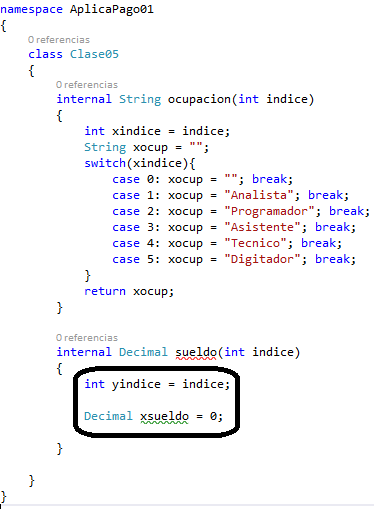 namespace AplicaPago01
{
0 referencias
class Clase05
{
0 referencias
internal String ocupacion(int indice)
{
int xindice = indice;
String xocup = "";
switch(xindice){
case 0: xocup = ""; break;
case 1: xocup = "Analista"; break;
case 2: xocup = "Programador"; break;
case 3: xocup = "Asistente"; break;
case 4: xocup = "Tecnico"; break;
case 5: xocup = "Digitador"; break;
}
return xocup;
}
0 referencias
internal Decimal sueldo(int indice)
{
int yindice = indice;
Decimal xsueldo = 0;
}
}
}